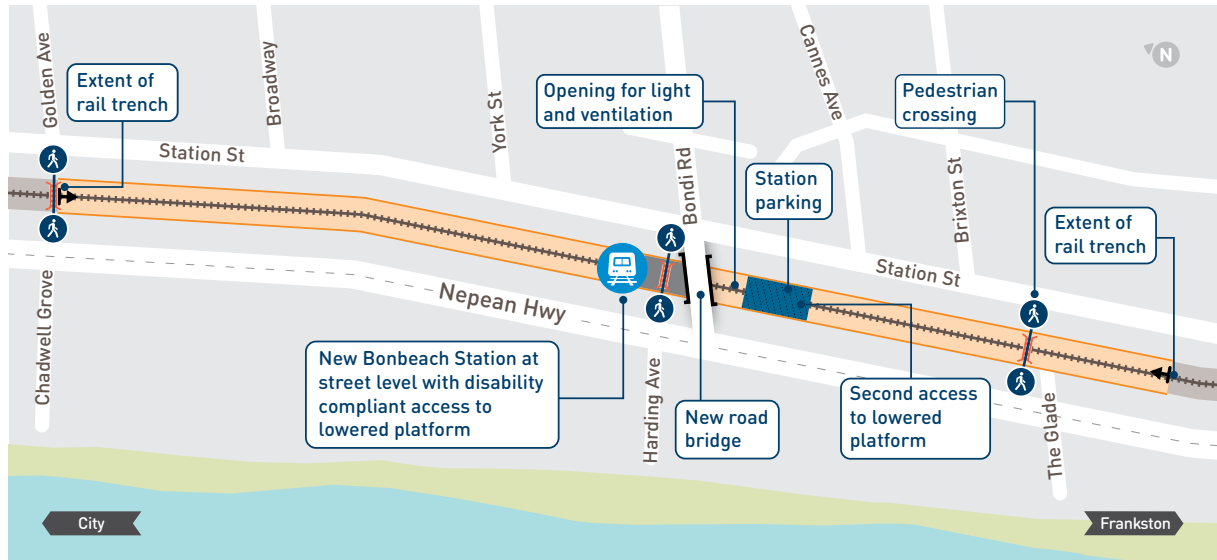 Golden Ave
Extent of
rail trench
Broadway
York St
Station St
Opening for light
and ventilation
Bondi Rd
Cannes Ave
Station
parking
Pedestrian
crossing
Brixton St
N
Extent of
rail trench
Station St
Nepean Hwy
Chadwell Grove
New Bonbeach Station at
street level with disability
compliant access to
lowered platform
Harding Ave
New road
bridge
Second access
to lowered
platform
The Glade
City
Frankston